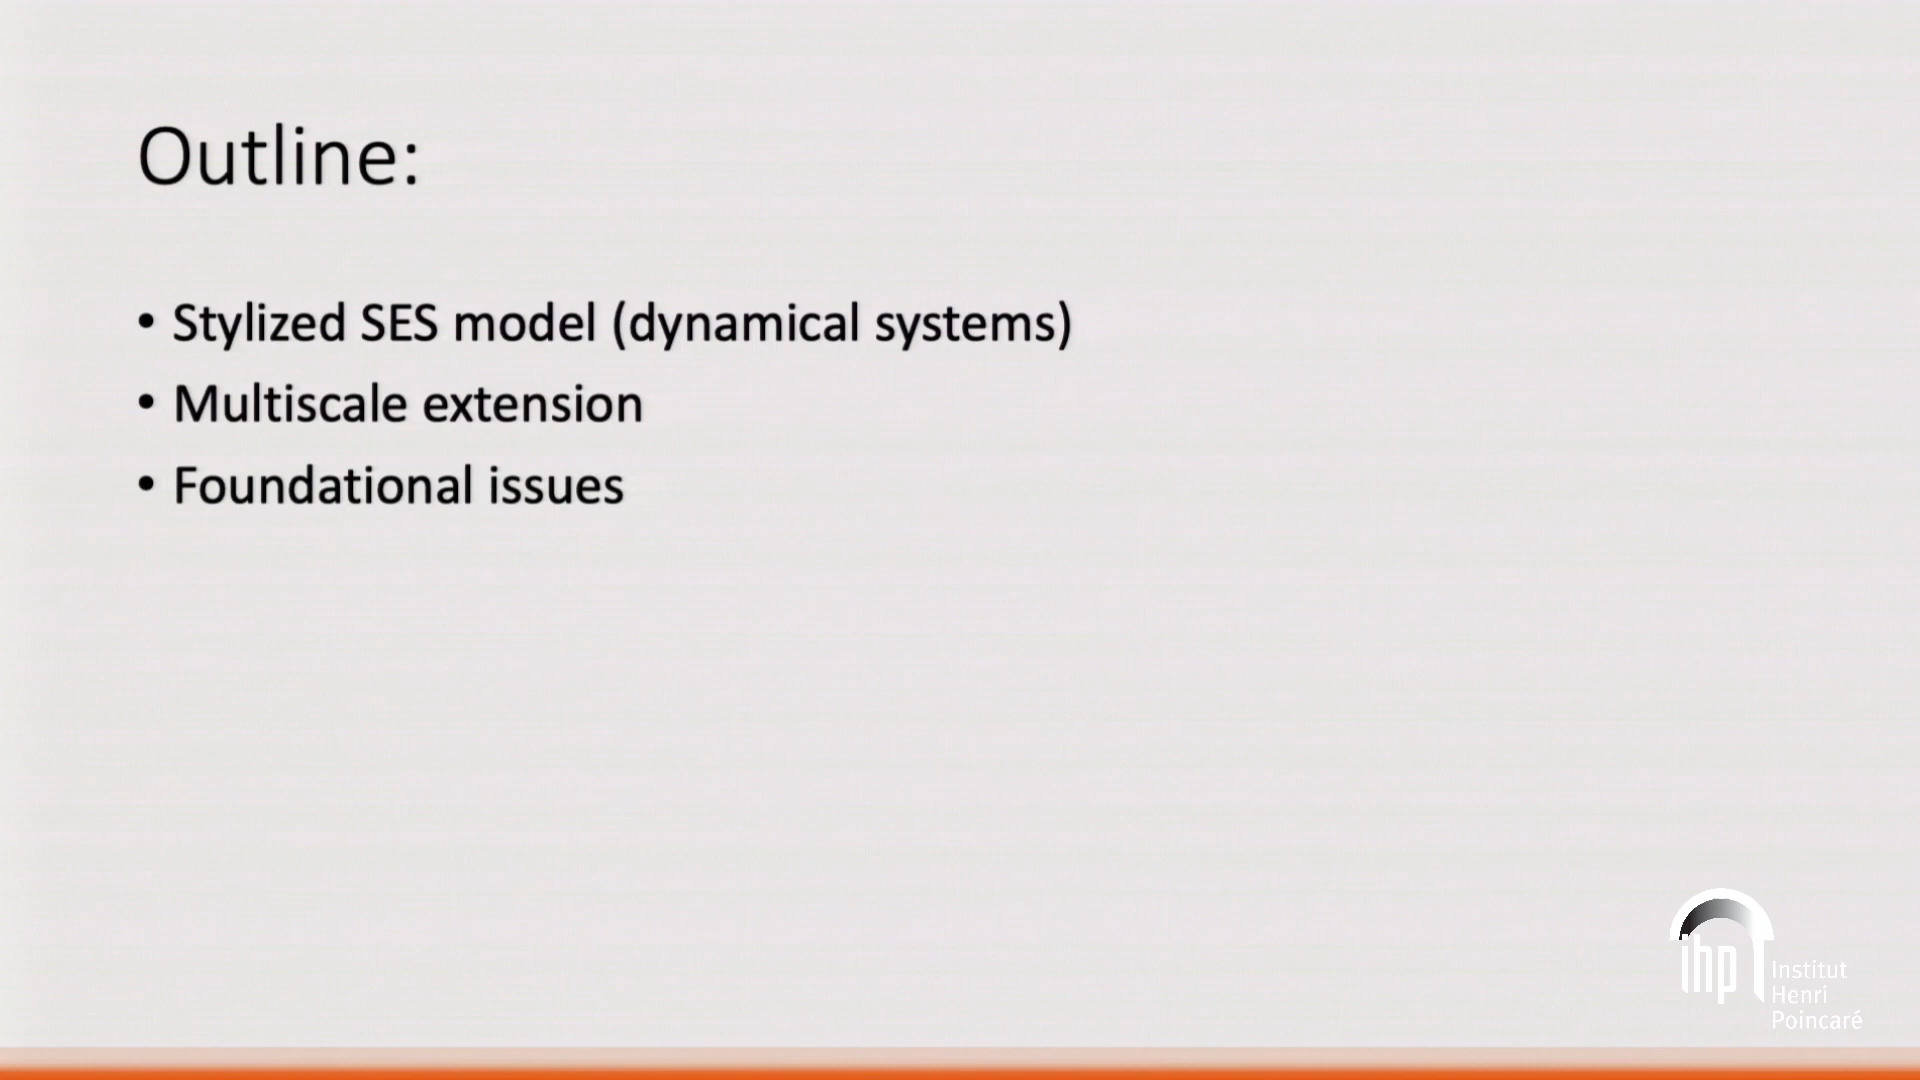 Outline:
• Stylized SES model (dynamical systems)
• Multiscale extension
• Foundational issues
ihp
Institut
Henri
Poincaré